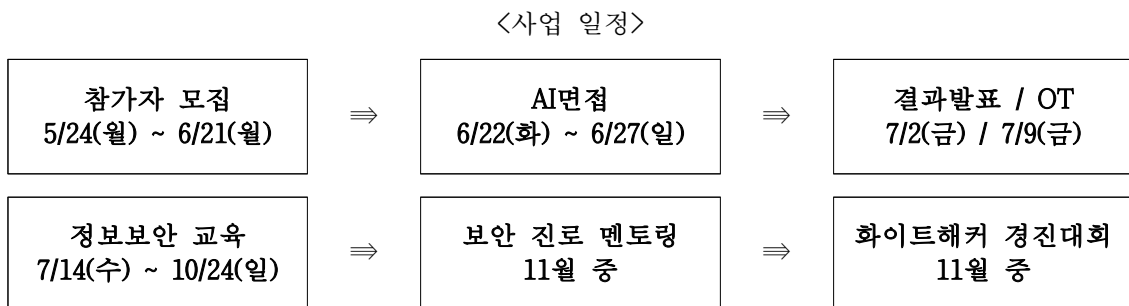 <사업 일정>
참가자 모집
5/24(월) ~ 6/21(월)
⇒
AI면접
6/22(화) ~ 6/27(일)
⇒
결과발표 / OT
7/2(금) / 7/9(금)
정보보안 교육
7/14(수) ~ 10/24(일)
⇒
보안 진로 멘토링
11월 중
⇒
화이트해커 경진대회
11월 중